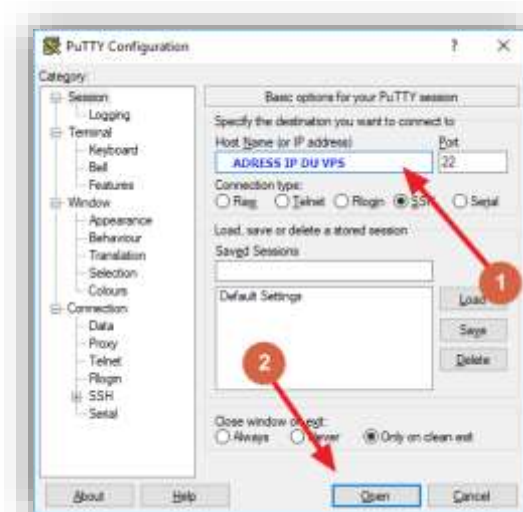 PuTTY Configuration ? ×
Category:
Session
Logging
Terminal
Keyboard
Bell
Features
Window
Appearance
Behaviour
Translation
Selection
Colours
Connection
Data
Proxy
Telnet
Rlogin
SSH
Serial
Basic options for your PuTTY session
Specify the destination you want to connect to
Host Name (or IP address) Port
ADRESS IP DU VPS 22
Connection type:
Raw Telnet Rlogin SSH Serial
Load, save or delete a stored session
Saved Sessions
1
Default Settings Load
Save
Delete
2
Close window on exit:
Always Never Only on clean exit
About Help Open Cancel